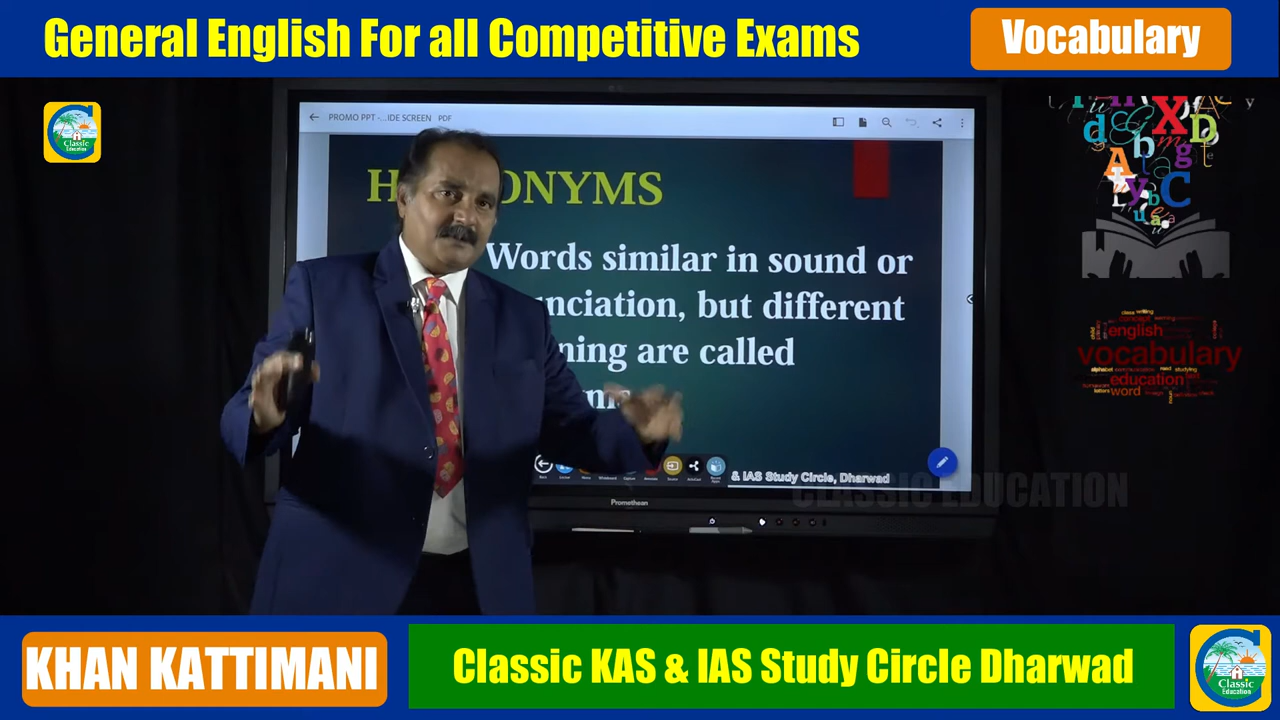 General English For all Competitive Exams
Vocabulary
Classic
Education
PROMO PPT -...IDE SCREEN PDF
H ONYMS
Words similar in sound or
unciation, but different
ning are called
& IAS Study Circle, Dharwad
CLASSIC EDUCATION
Promethean
english
vocabulary
education
word
KHAN KATTIMANI
Classic KAS & IAS Study Circle Dharwad
Classic
Education